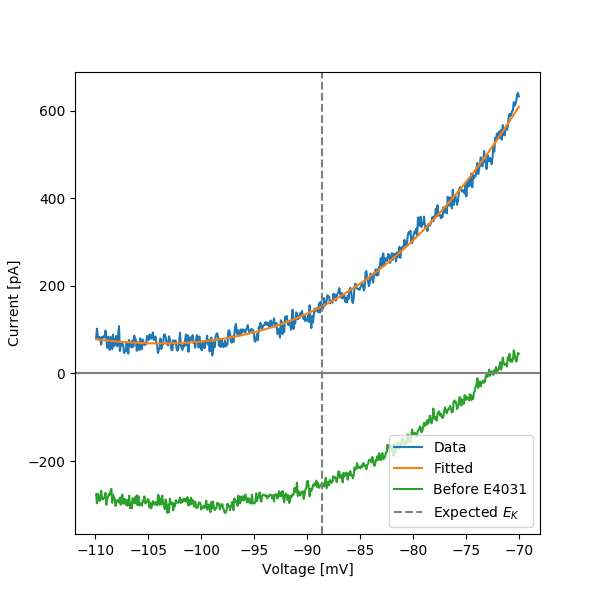 600
400
200
0
−200
Current [pA]
Data
Fitted
Before E4031
Expected E_K
−110 −105 −100 −95 −90 −85 −80 −75 −70
Voltage [mV]